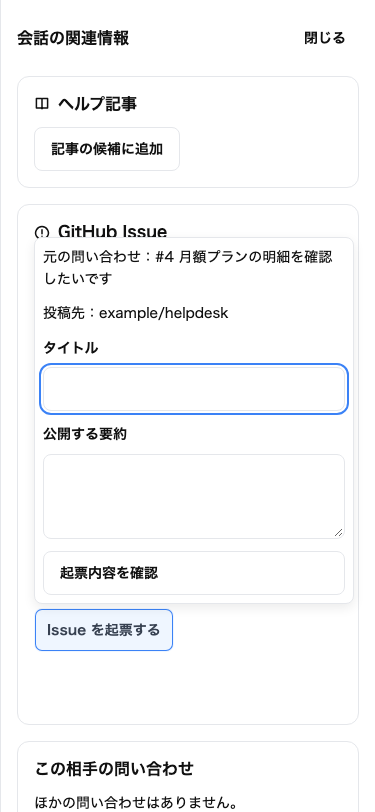 会話の関連情報
閉じる
ヘルプ記事
記事の候補に追加
GitHub Issue
元の問い合わせ：#4 月額プランの明細を確認
したいです
投稿先：example/helpdesk
タイトル
公開する要約
起票内容を確認
Issue を起票する
この相手の問い合わせ
ほかの問い合わせはありません。